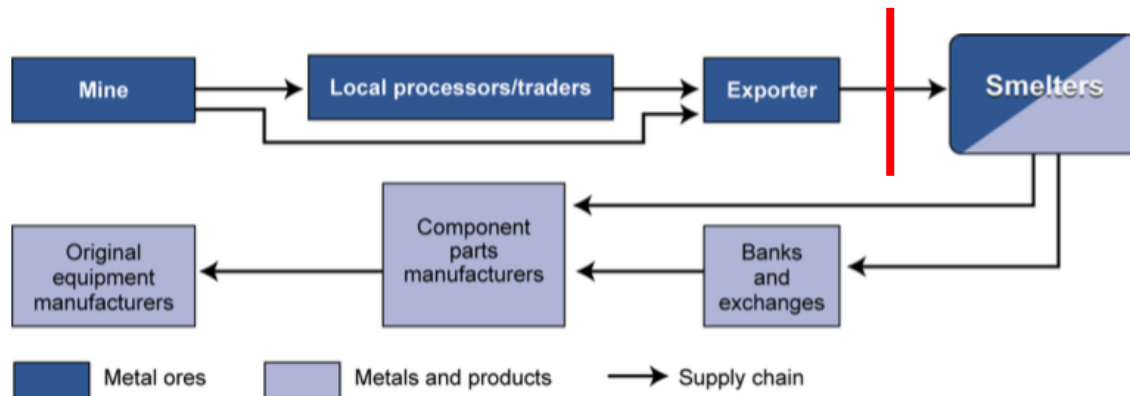 Mine
Local processors/traders
Exporter
Smelters
Original
equipment
manufacturers
Component
parts
manufacturers
Banks
and
exchanges
Metal ores
Metals and products
Supply chain